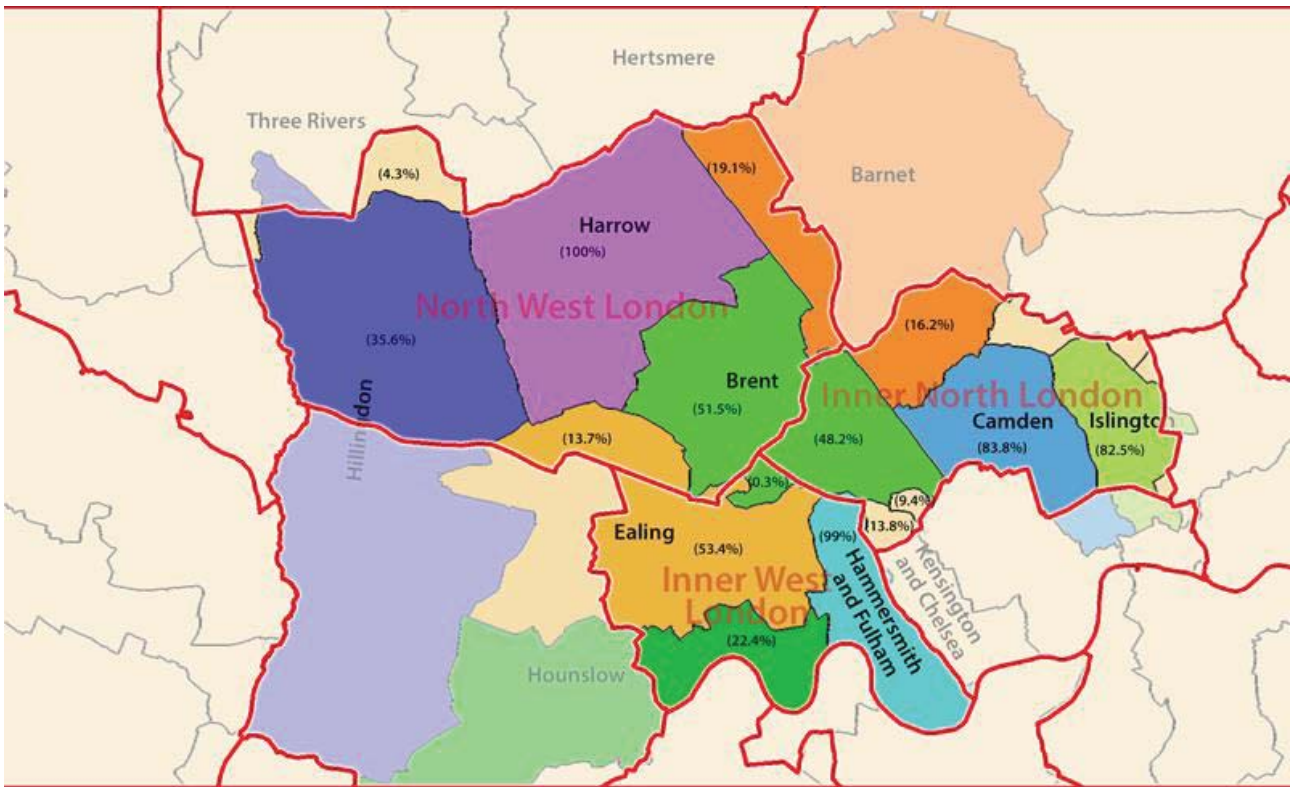 Hertsmere
Three Rivers
(4.3%)
(19.1%)
Barnet
Harrow
(100%)
North West London
(16.2%)
(35.6%)
Brent
(51.5%)
Inner North London
Camden
(83.8%)
Islingto
(82.5%)
Hillingdon
(13.7%)
(48.2%)
(0.3%)
(9.4%
(13.8%)
Ealing
(53.4%)
(99%)
Inner West
London
Hammersmith
and Fulham
Kensington
and Chelsea
(22.4%)
Hounslow